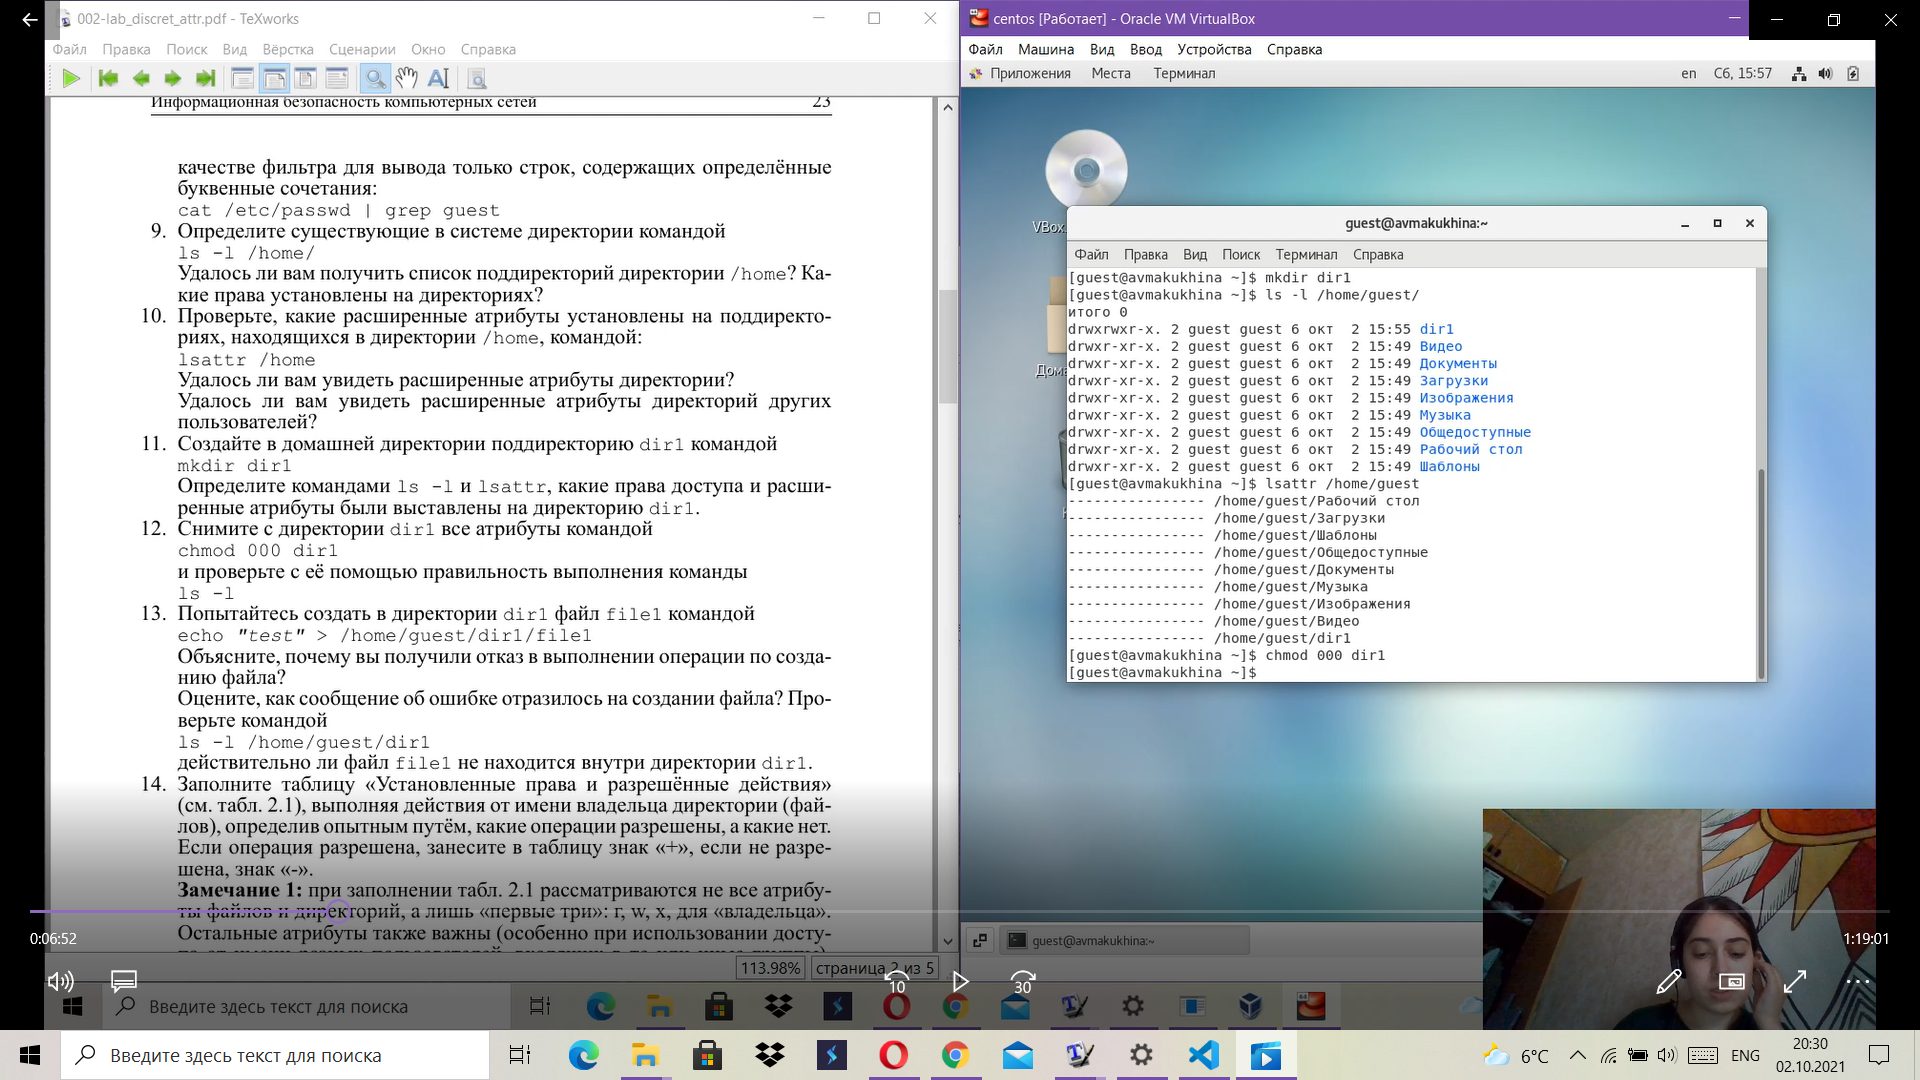 002-lab_discret_attr.pdf - TeXworks
Файл Правка Поиск Вид Вёрстка Сценарии Окно Справка
Информационная безопасность компьютерных сетей 23
качестве фильтра для вывода только строк, содержащих определённые
буквенные сочетания:
cat /etc/passwd | grep guest
9. Определите существующие в системе директории командой
ls -l /home/
Удалось ли вам получить список поддиректорий директории /home? Ка-
кие права установлены на директориях?
10. Проверьте, какие расширенные атрибуты установлены на поддиректо-
риях, находящихся в директории /home, командой:
lsattr /home
Удалось ли вам увидеть расширенные атрибуты директории?
Удалось ли вам увидеть расширенные атрибуты директорий других
пользователей?
11. Создайте в домашней директории поддиректорию dir1 командой
mkdir dir1
Определите командами ls -l и lsattr, какие права доступа и расши-
ренные атрибуты были выставлены на директорию dir1.
12. Снимите с директории dir1 все атрибуты командой
chmod 000 dir1
и проверьте с её помощью правильность выполнения команды
ls -l
13. Попытайтесь создать в директории dir1 файл file1 командой
echo "test" > /home/guest/dir1/file1
Объясните, почему вы получили отказ в выполнении операции по созда-
нию файла?
Оцените, как сообщение об ошибке отразилось на создании файла? Про-
верьте командой
ls -l /home/guest/dir1
действительно ли файл file1 не находится внутри директории dir1.
14. Заполните таблицу «Установленные права и разрешённые действия»
(см. табл. 2.1), выполняя действия от имени владельца директории (фай-
лов), определив опытным путём, какие операции разрешены, а какие нет.
Если операция разрешена, занесите в таблицу знак «+», если не разре-
шена, знак «-».
Замечание 1: при заполнении табл. 2.1 рассматриваются не все атрибу-
ты файлов и директорий, а лишь «первые три»: r, w, x, для «владельца».
Остальные атрибуты также важны (особенно при использовании досту-
113.98% страница 2 из 5
centos [Работает] - Oracle VM VirtualBox
Файл Машина Вид Ввод Устройства Справка
Приложения Места Терминал en Сб, 15:57
VBox
Дома
guest@avmakukhina:~
Файл Правка Вид Поиск Терминал Справка
[guest@avmakukhina ~]$ mkdir dir1
[guest@avmakukhina ~]$ ls -l /home/guest/
итого 0
drwxrwxr-x. 2 guest guest 6 окт  2 15:55 dir1
drwxr-xr-x. 2 guest guest 6 окт  2 15:49 Видео
drwxr-xr-x. 2 guest guest 6 окт  2 15:49 Документы
drwxr-xr-x. 2 guest guest 6 окт  2 15:49 Загрузки
drwxr-xr-x. 2 guest guest 6 окт  2 15:49 Изображения
drwxr-xr-x. 2 guest guest 6 окт  2 15:49 Музыка
drwxr-xr-x. 2 guest guest 6 окт  2 15:49 Общедоступные
drwxr-xr-x. 2 guest guest 6 окт  2 15:49 Рабочий стол
drwxr-xr-x. 2 guest guest 6 окт  2 15:49 Шаблоны
[guest@avmakukhina ~]$ lsattr /home/guest
---------------- /home/guest/Рабочий стол
---------------- /home/guest/Загрузки
---------------- /home/guest/Шаблоны
---------------- /home/guest/Общедоступные
---------------- /home/guest/Документы
---------------- /home/guest/Музыка
---------------- /home/guest/Изображения
---------------- /home/guest/Видео
---------------- /home/guest/dir1
[guest@avmakukhina ~]$ chmod 000 dir1
[guest@avmakukhina ~]$
guest@avmakukhina:~
0:06:52 1:19:01
10 30
Введите здесь текст для поиска
Введите здесь текст для поиска
6°C ENG 20:30
02.10.2021